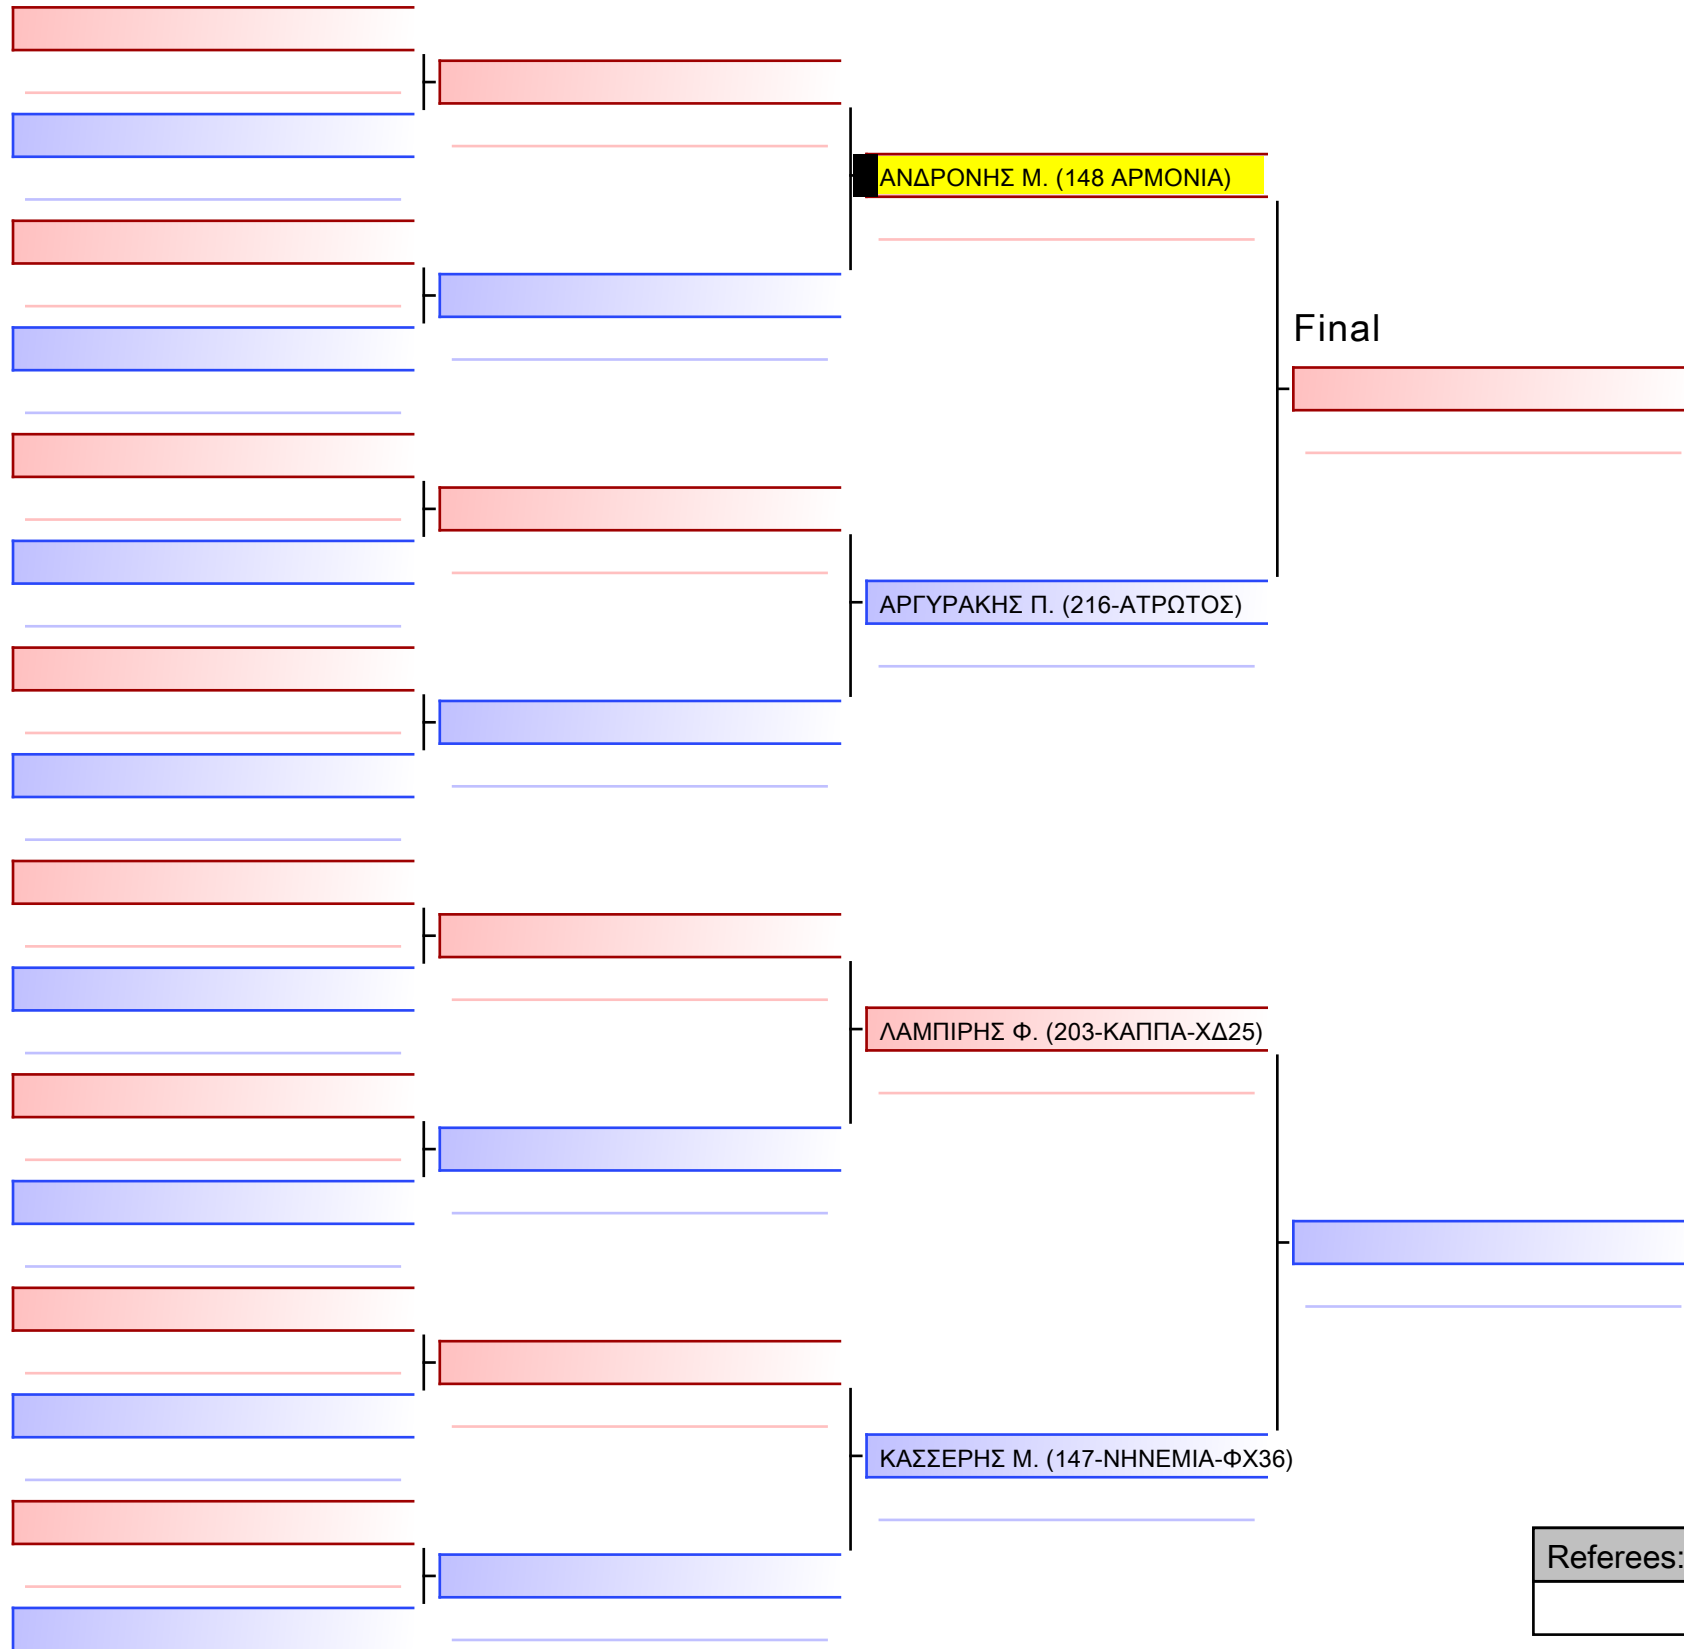 ΑΝΔΡΟΝΗΣ Μ. (148 ΑΡΜΟΝΙΑ)
Final
ΑΡΓΥΡΑΚΗΣ Π. (216-ΑΤΡΩΤΟΣ)
ΛΑΜΠΙΡΗΣ Φ. (203-ΚΑΠΠΑ-ΧΔ25)
ΚΑΣΣΕΡΗΣ Μ. (147-ΝΗΝΕΜΙΑ-ΦΧ36)
Referees: